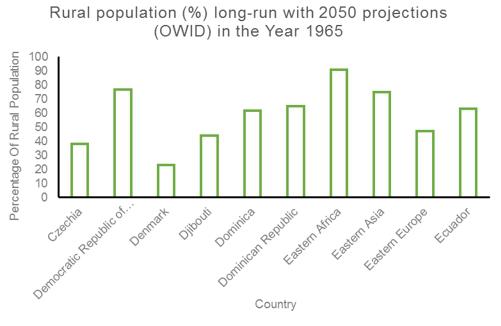 Rural population (%) long-run with 2050 projections
(OWID) in the Year 1965
Percentage Of Rural Population
100
90
80
70
60
50
40
30
20
10
0
Czechia
Democratic Republic of…
Denmark
Djibouti
Dominica
Dominican Republic
Eastern Africa
Eastern Asia
Eastern Europe
Ecuador
Country